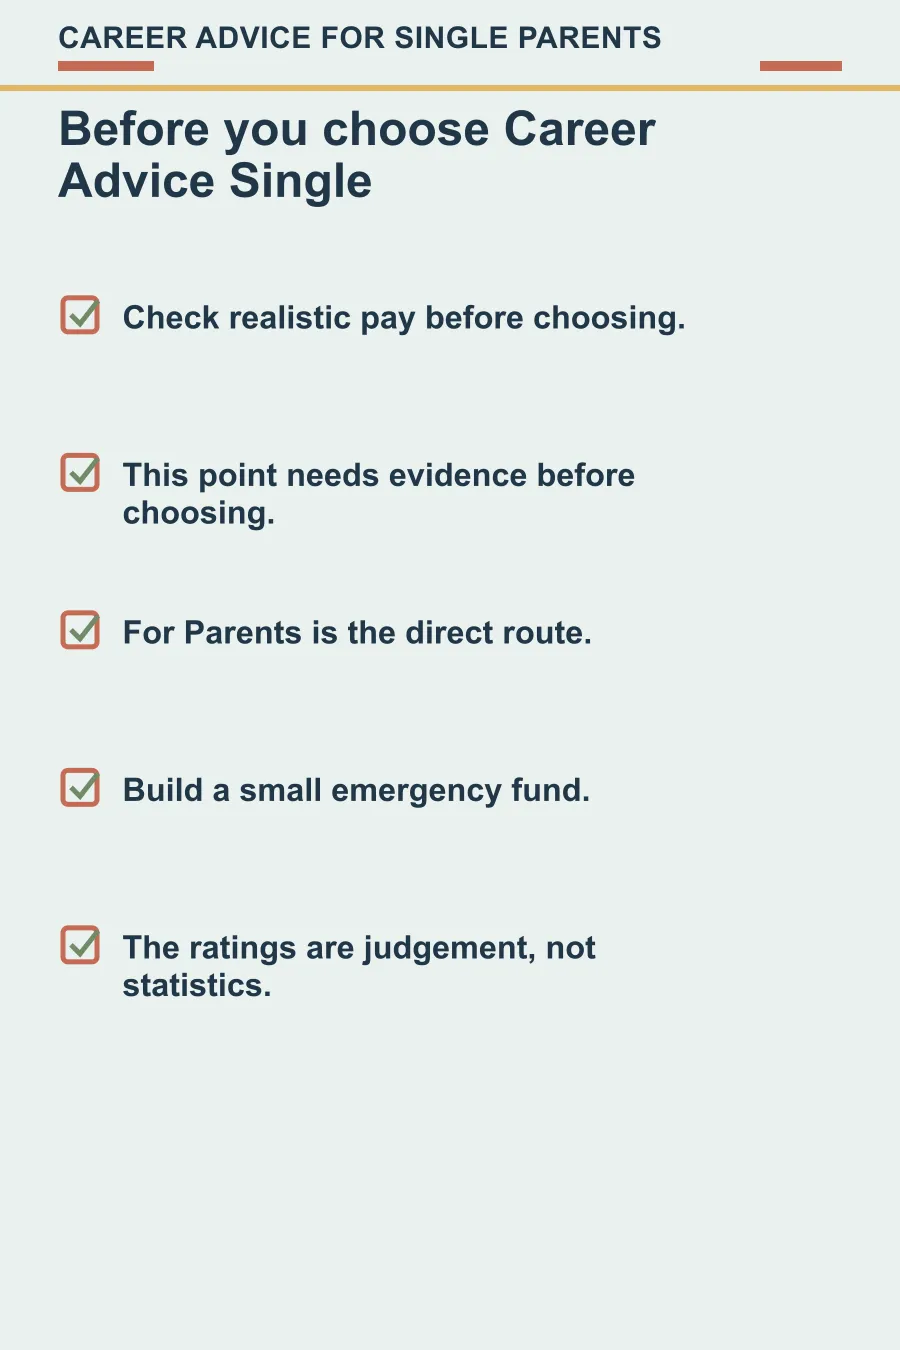 CAREER ADVICE FOR SINGLE PARENTS
Before you choose Career
Advice Single
Check realistic pay before choosing.
This point needs evidence before
choosing.
For Parents is the direct route.
Build a small emergency fund.
The ratings are judgement, not
statistics.